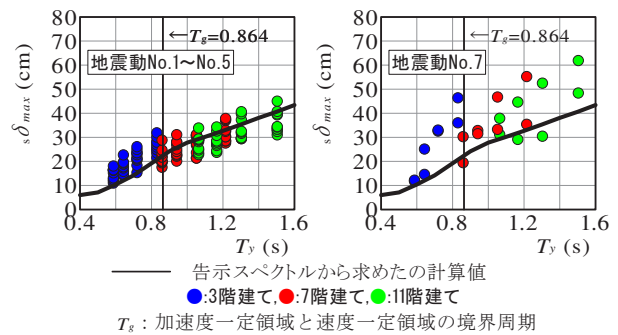 80
70
60
50
40
30
20
10
0
sδmax (cm)
←Tg=0.864
地震動No.1～No.5
0.4 0.8 1.2 1.6
Ty (s)
80
70
60
50
40
30
20
10
0
sδmax (cm)
←Tg=0.864
地震動No.7
0.4 0.8 1.2 1.6
Ty (s)
告示スペクトルから求めたの計算値
●:3階建て,●:7階建て,●:11階建て
Tg：加速度一定領域と速度一定領域の境界周期